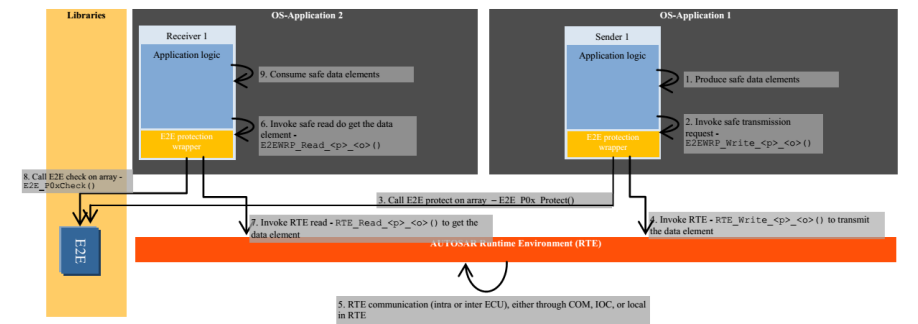 Libraries
OS-Application 2
OS-Application 1
Receiver 1
Application logic
9. Consume safe data elements
6. Invoke safe read do get the data
element -
E2EWRP_Read_<p>_<o>()
E2E protection
wrapper
Sender 1
Application logic
1. Produce safe data elements
2. Invoke safe transmission
request -
E2EWRP_Write_<p>_<o>()
E2E protection
wrapper
8. Call E2E check on array -
E2E_P0xCheck()
3. Call E2E protect on array – E2E_P0x_Protect()
7. Invoke RTE read - RTE_Read_<p>_<o>() to get the
data element
4. Invoke RTE - RTE_Write_<p>_<o>() to transmit
the data element
E2E
AUTOSAR Runtime Environment (RTE)
5. RTE communication (intra or inter ECU), either through COM, IOC, or local
in RTE